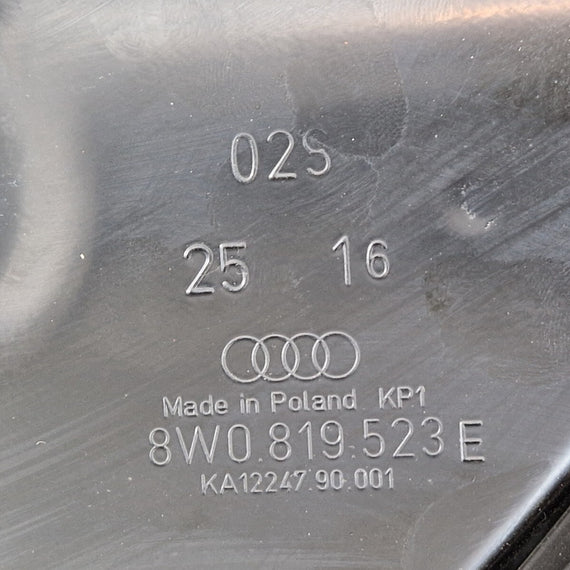 02S
25 16
Made in Poland KP1
8W0.819.523 E
KA12247.90.001